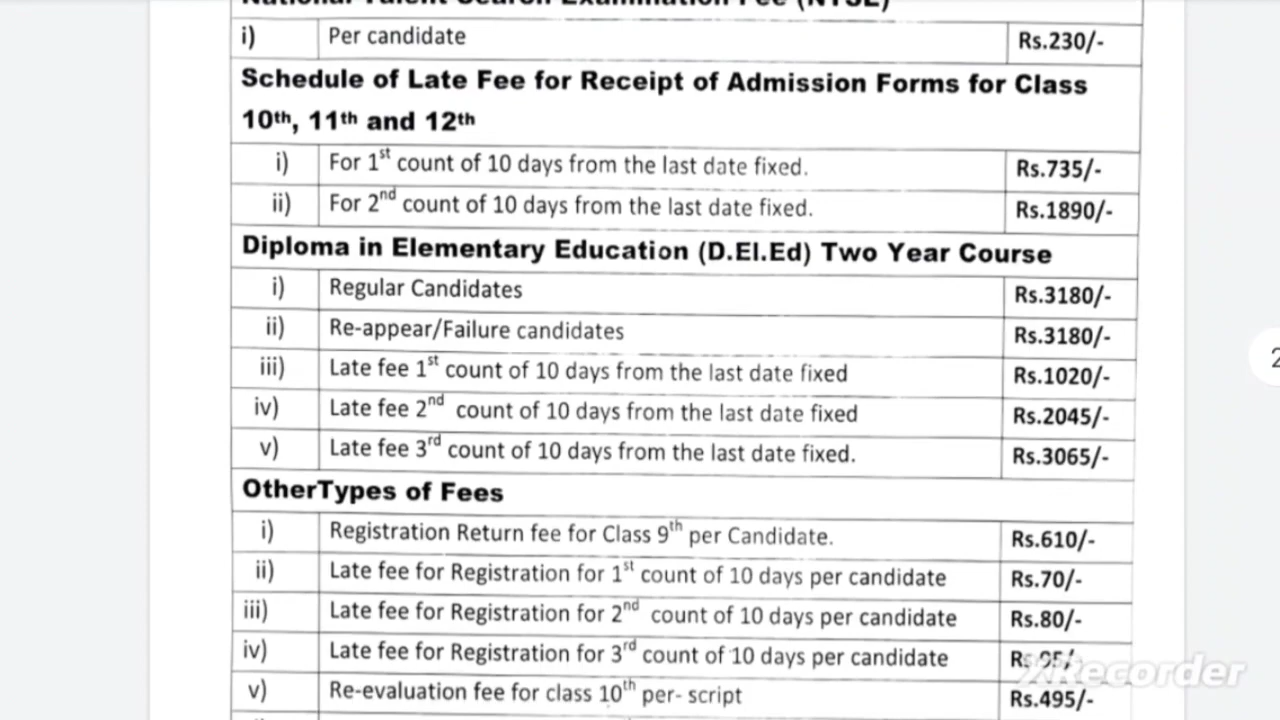 National Talent Search Examination Fee (NTSE)
i) Per candidate Rs.230/-
Schedule of Late Fee for Receipt of Admission Forms for Class
10th, 11th and 12th
i) For 1st count of 10 days from the last date fixed. Rs.735/-
ii) For 2nd count of 10 days from the last date fixed. Rs.1890/-
Diploma in Elementary Education (D.El.Ed) Two Year Course
i) Regular Candidates Rs.3180/-
ii) Re-appear/Failure candidates Rs.3180/-
iii) Late fee 1st count of 10 days from the last date fixed Rs.1020/-
iv) Late fee 2nd count of 10 days from the last date fixed Rs.2045/-
v) Late fee 3rd count of 10 days from the last date fixed. Rs.3065/-
2
OtherTypes of Fees
i) Registration Return fee for Class 9th per Candidate. Rs.610/-
ii) Late fee for Registration for 1st count of 10 days per candidate Rs.70/-
iii) Late fee for Registration for 2nd count of 10 days per candidate Rs.80/-
iv) Late fee for Registration for 3rd count of 10 days per candidate
XRecorder
v) Re-evaluation fee for class 10th per- script Rs.495/-